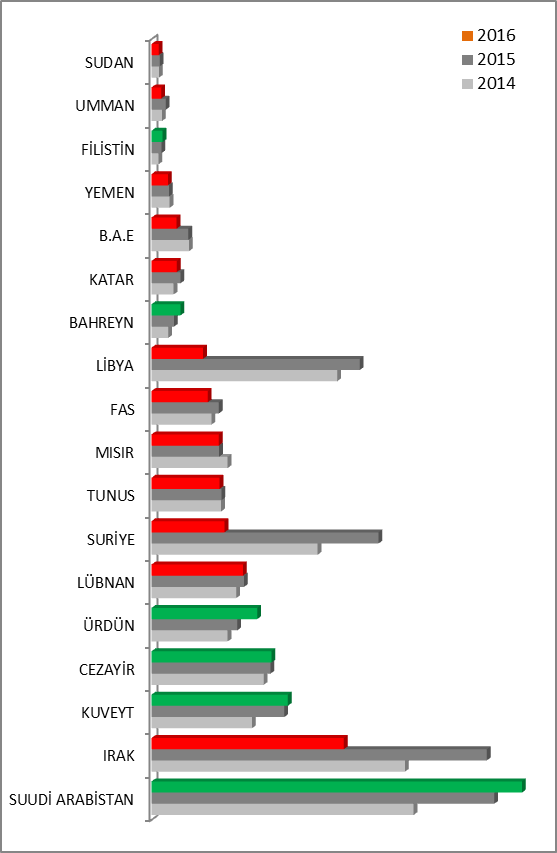 2016
2015
2014
SUDAN
UMMAN
FİLİSTİN
YEMEN
B.A.E
KATAR
BAHREYN
LİBYA
FAS
MISIR
TUNUS
SURİYE
LÜBNAN
ÜRDÜN
CEZAYİR
KUVEYT
IRAK
SUUDİ ARABİSTAN